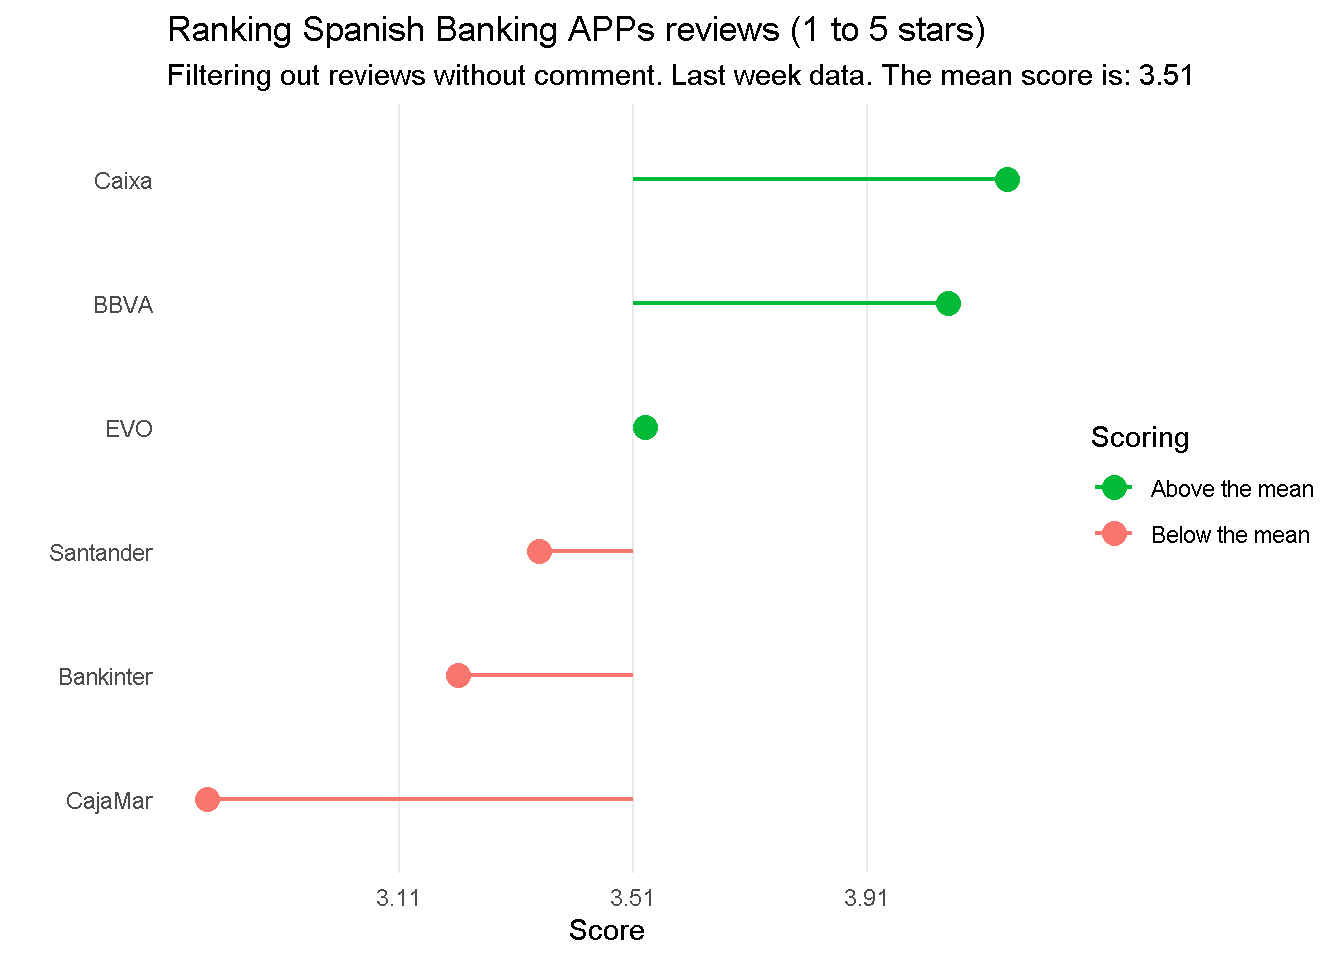 Ranking Spanish Banking APPs reviews (1 to 5 stars)
Filtering out reviews without comment. Last week data. The mean score is: 3.51
Caixa
BBVA
EVO
Santander
Bankinter
CajaMar
3.11
3.51
3.91
Score
Scoring
Above the mean
Below the mean